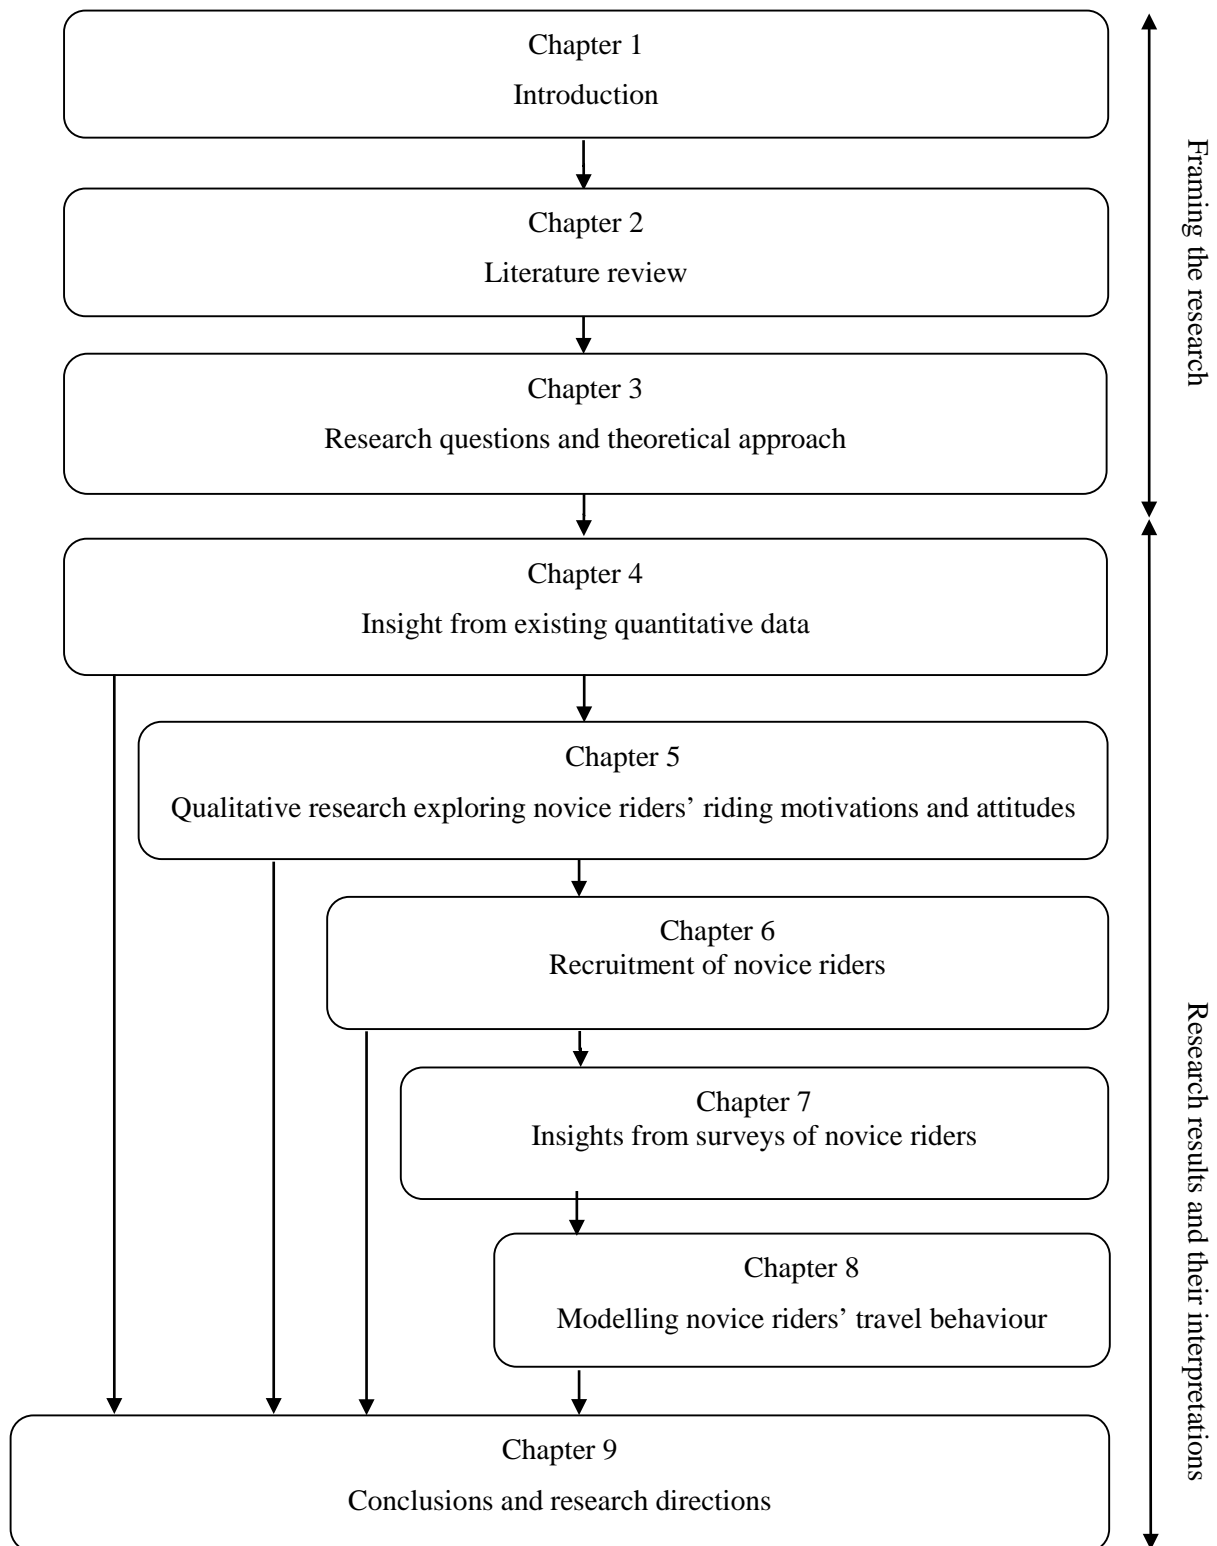 Chapter 1
Introduction
Chapter 2
Literature review
Chapter 3
Research questions and theoretical approach
Framing the research
Chapter 4
Insight from existing quantitative data
Chapter 5
Qualitative research exploring novice riders’ riding motivations and attitudes
Chapter 6
Recruitment of novice riders
Chapter 7
Insights from surveys of novice riders
Chapter 8
Modelling novice riders’ travel behaviour
Chapter 9
Conclusions and research directions
Research results and their interpretations